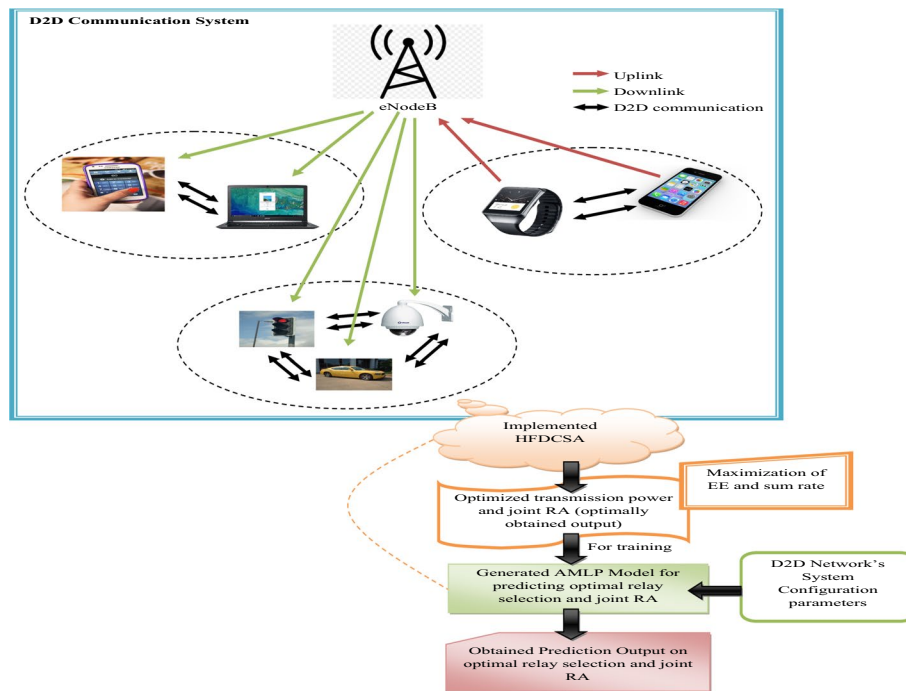 D2D Communication System
Uplink
Downlink
D2D communication
eNodeB
Implemented
HFDCSA
Maximization of
EE and sum rate
Optimized transmission power
and joint RA (optimally
obtained output)
For training
Generated AMLP Model for
predicting optimal relay
selection and joint RA
D2D Network's
System
Configuration
parameters
Obtained Prediction Output on
optimal relay selection and joint
RA